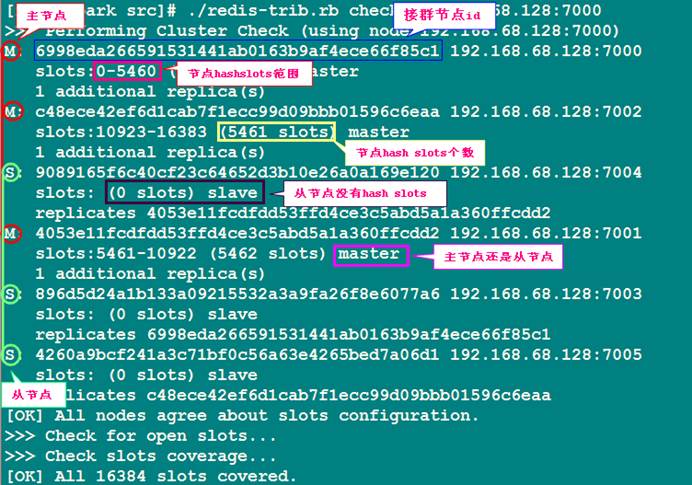 主节点
接群节点id
ark src]# ./redis-trib.rb chec 68.128:7000
>>> Performing Cluster Check (using node 192.168.68.128:7000)
M: 6998eda266591531441ab0163b9af4ece66f85c1 192.168.68.128:7000
slots:0-5460 ( master
节点hashslots范围
1 additional replica(s)
M: c48ece42ef6d1cab7f1ecc99d09bbb01596c6eaa 192.168.68.128:7002
slots:10923-16383 (5461 slots) master
1 additional replica(s)
节点hash slots个数
S: 9089165f6c40cf23c64652d3b10e26a0a169e120 192.168.68.128:7004
slots: (0 slots) slave
从节点没有hash slots
replicates 4053e11fcdfdd53ffd4ce3c5abd5a1a360ffcdd2
M: 4053e11fcdfdd53ffd4ce3c5abd5a1a360ffcdd2 192.168.68.128:7001
slots:5461-10922 (5462 slots) master
主节点还是从节点
1 additional replica(s)
S: 896d5d24a1b133a09215532a3a9fa26f8e6077a6 192.168.68.128:7003
slots: (0 slots) slave
replicates 6998eda266591531441ab0163b9af4ece66f85c1
S: 4260a9bcf241a3c71bf0c56a63e4265bed7a06d1 192.168.68.128:7005
slots: (0 slots) slave
从节点
licates c48ece42ef6d1cab7f1ecc99d09bbb01596c6eaa
[OK] All nodes agree about slots configuration.
>>> Check for open slots...
>>> Check slots coverage...
[OK] All 16384 slots covered.